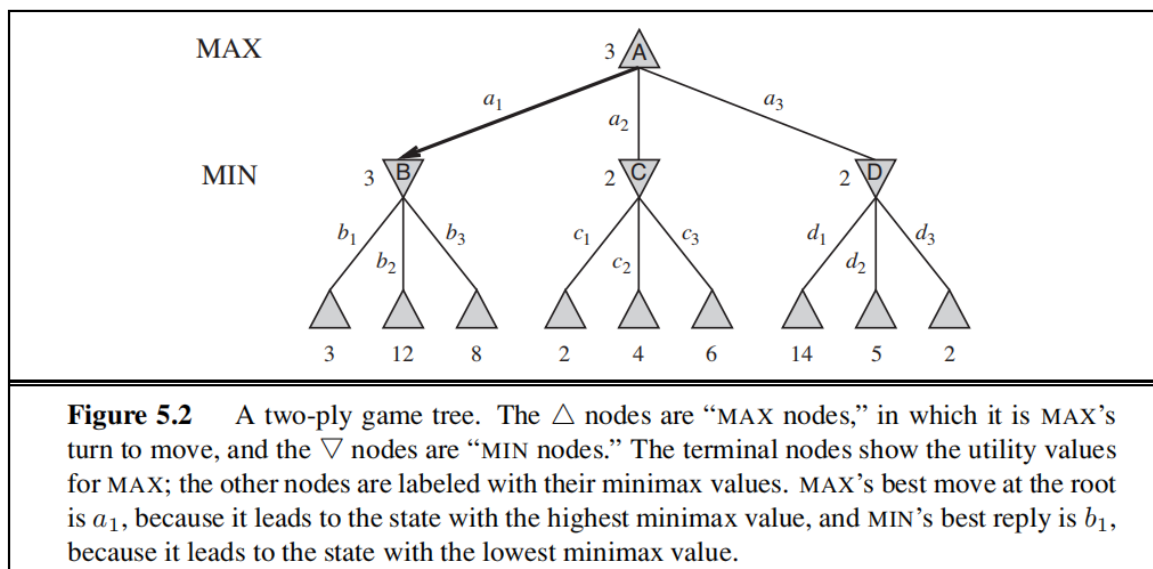 MAX
3 A
a1 a2 a3
MIN
3 B 2 C 2 D
b1 b2 b3 c1 c2 c3 d1 d2 d3
3 12 8 2 4 6 14 5 2
Figure 5.2 A two-ply game tree. The △ nodes are “MAX nodes,” in which it is MAX’s
turn to move, and the ▽ nodes are “MIN nodes.” The terminal nodes show the utility values
for MAX; the other nodes are labeled with their minimax values. MAX’s best move at the root
is a1, because it leads to the state with the highest minimax value, and MIN’s best reply is b1,
because it leads to the state with the lowest minimax value.